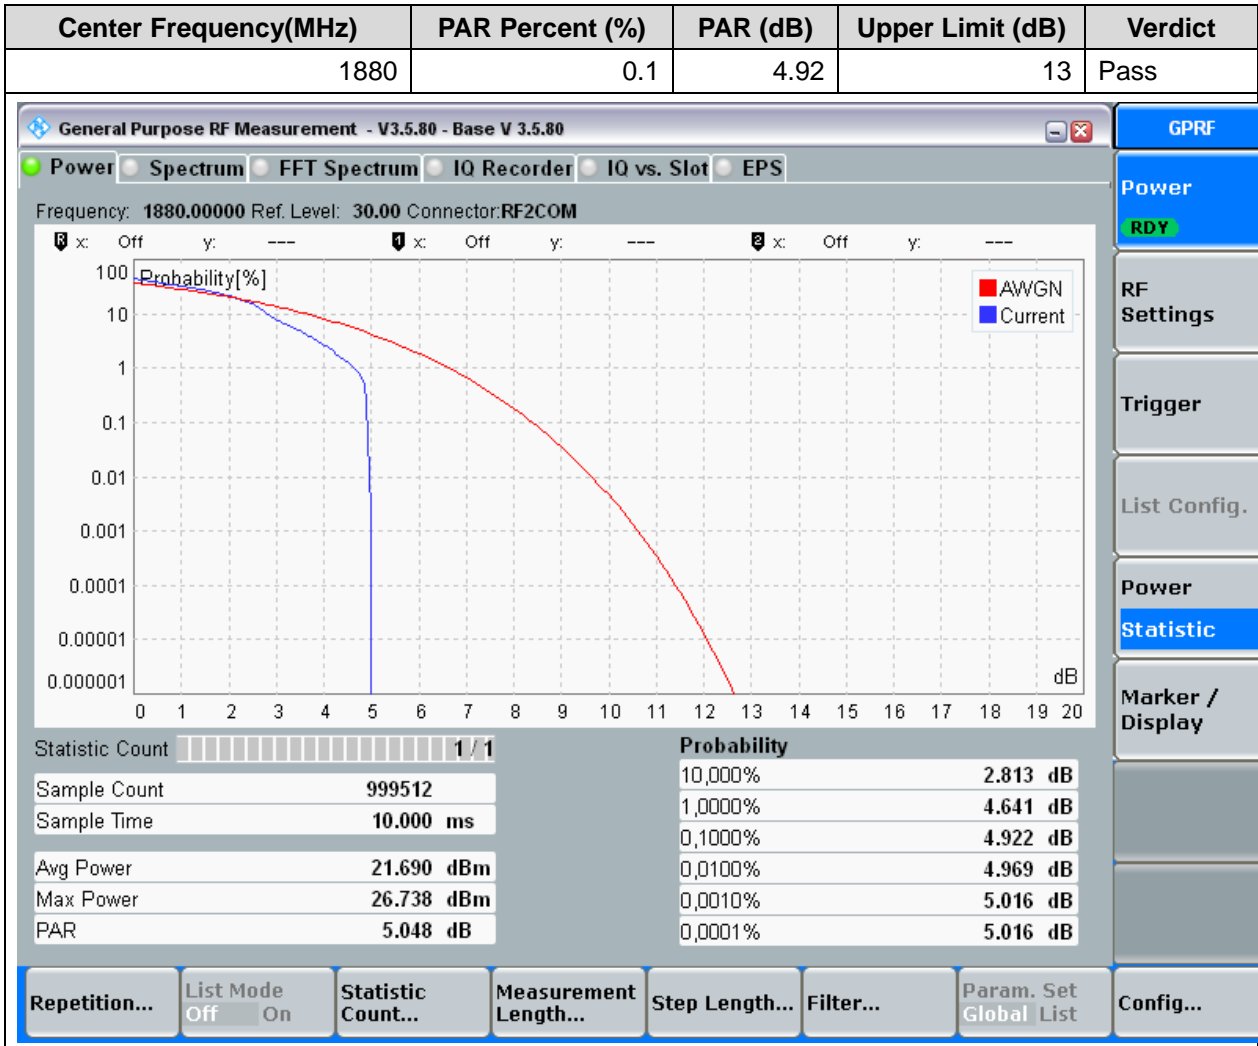 Center Frequency(MHz) PAR Percent (%) PAR (dB) Upper Limit (dB) Verdict
1880 0.1 4.92 13 Pass
General Purpose RF Measurement - V3.5.80 - Base V 3.5.80
GPRF
Power Spectrum FFT Spectrum IQ Recorder IQ vs. Slot EPS
Frequency: 1880.00000 Ref. Level: 30.00 Connector:RF2COM
R x: Off y: --- 1 x: Off y: --- 2 x: Off y: ---
Probability[%]
AWGN
Current
100
10
1
0.1
0.01
0.001
0.0001
0.00001
0.000001
dB
0 1 2 3 4 5 6 7 8 9 10 11 12 13 14 15 16 17 18 19 20
Statistic Count 1 / 1
Sample Count 999512
Sample Time 10.000 ms
Avg Power 21.690 dBm
Max Power 26.738 dBm
PAR 5.048 dB
Probability
10,000% 2.813 dB
1,0000% 4.641 dB
0,1000% 4.922 dB
0,0100% 4.969 dB
0,0010% 5.016 dB
0,0001% 5.016 dB
Power
RDY
RF
Settings
Trigger
List Config.
Power
Statistic
Marker /
Display
Repetition...
List Mode
Off On
Statistic
Count...
Measurement
Length...
Step Length...
Filter...
Param. Set
Global List
Config...